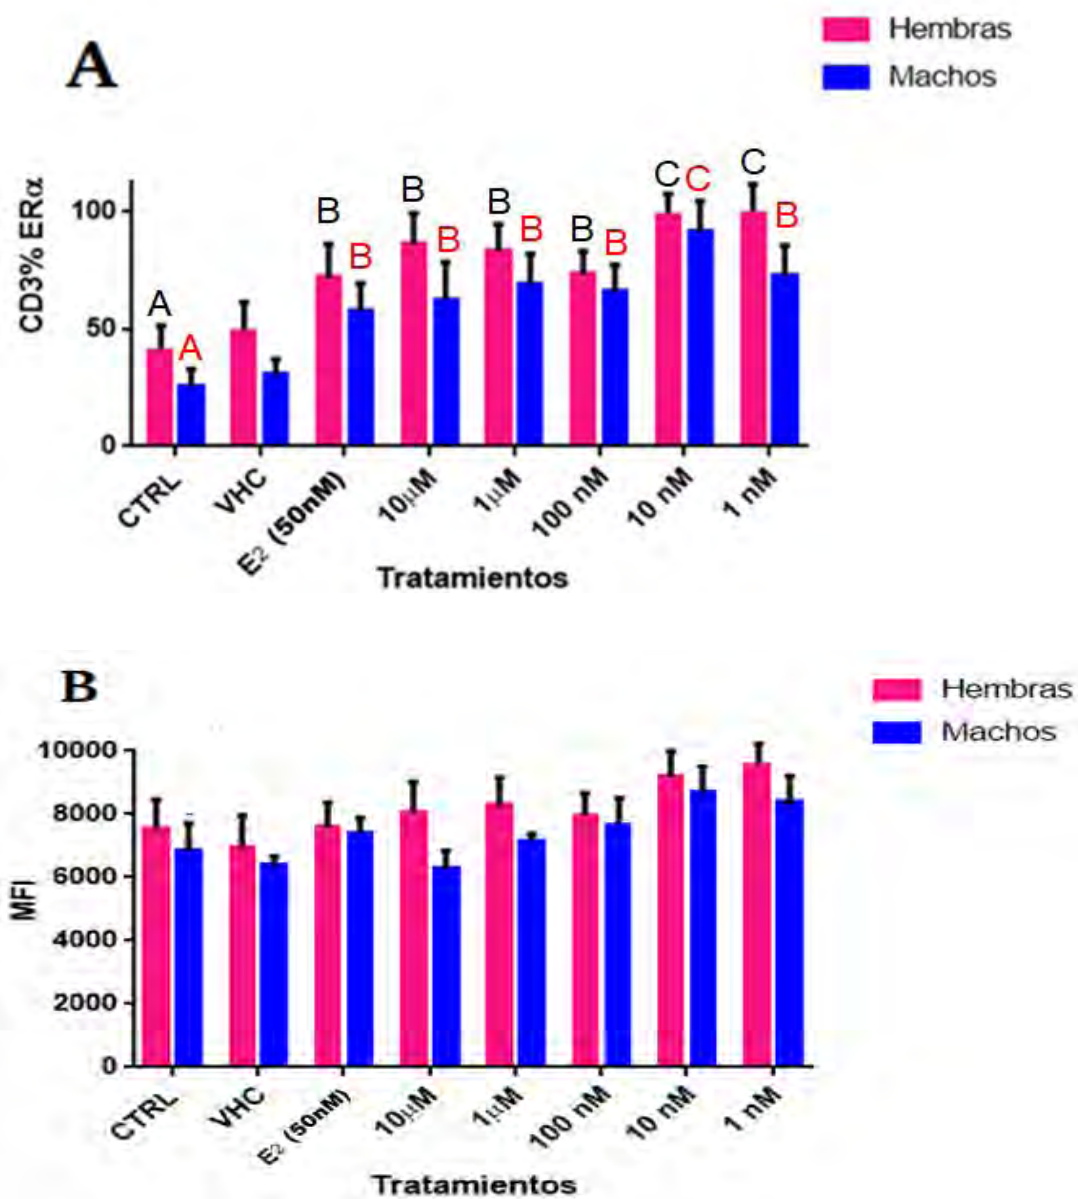 A
Hembras
Machos
CD3% ERα
100
50
0
A A B B B B B B B B C C C B
CTRL VHC E2 (50nM) 10μM 1μM 100 nM 10 nM 1 nM
Tratamientos
B
Hembras
Machos
MFI
10000
8000
6000
4000
2000
0
CTRL VHC E2 (50nM) 10μM 1μM 100 nM 10 nM 1 nM
Tratamientos